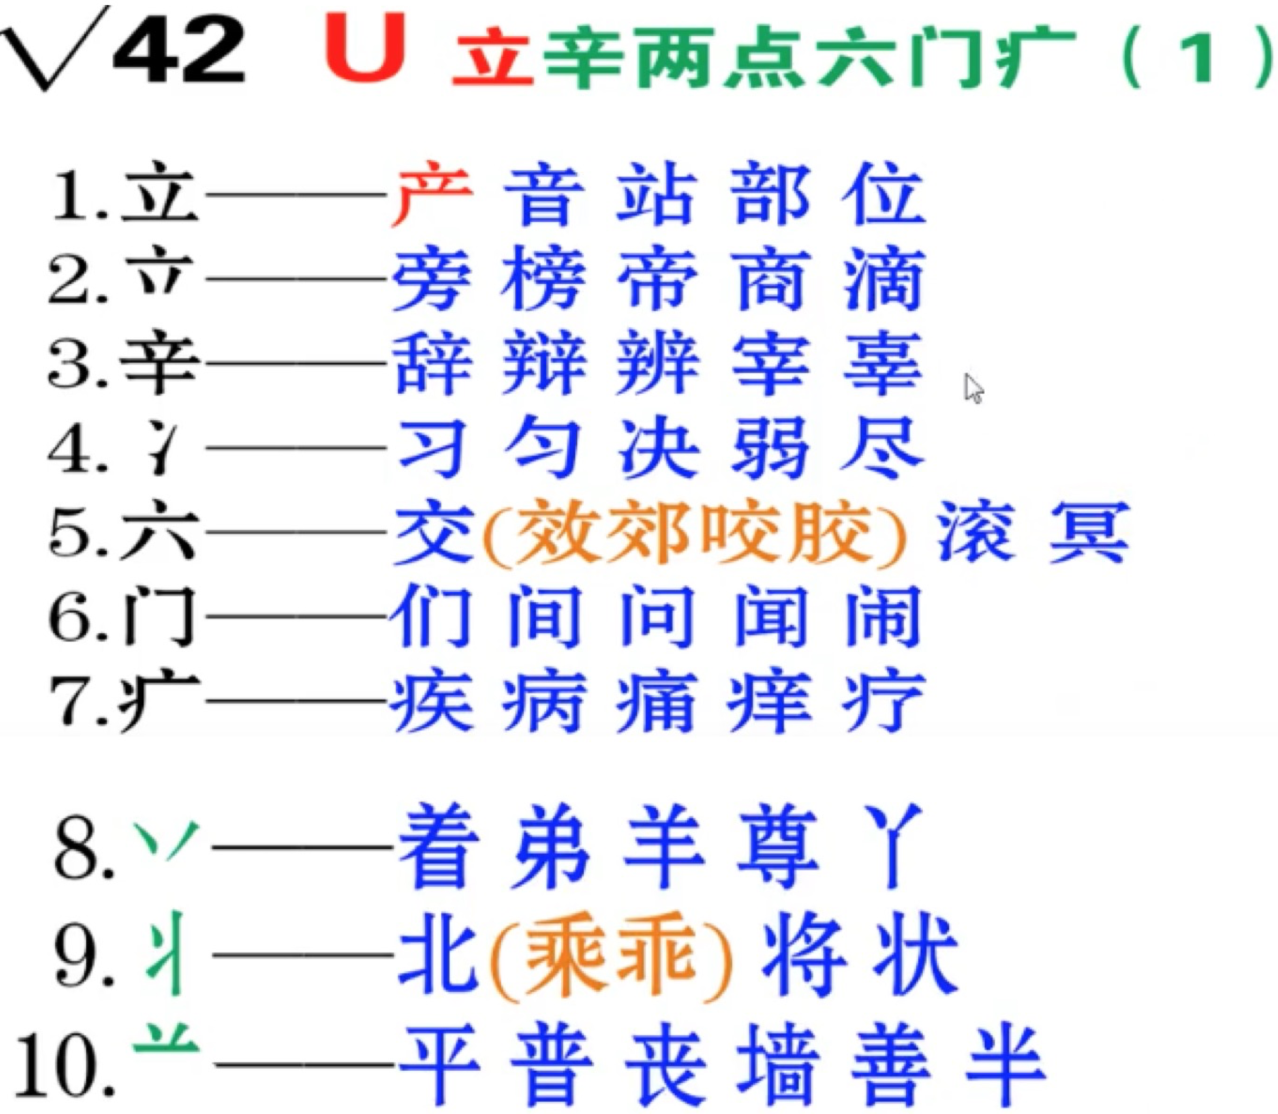 √42 U 立辛两点六门疒（1）
1.立——产 音 站 部 位
2.——旁 榜 帝 商 滴
3.辛——辞 辩 辨 宰 辜
4.冫——习 匀 决 弱 尽
5.六——交(效郊咬胶) 滚 冥
6.门——们 间 问 闻 闹
7.疒——疾 病 痛 痒 疗
8.丷——着 弟 羊 尊 丫
9.丬——北(乘乖) 将 状
10.䒑——平 普 丧 墙 善 半